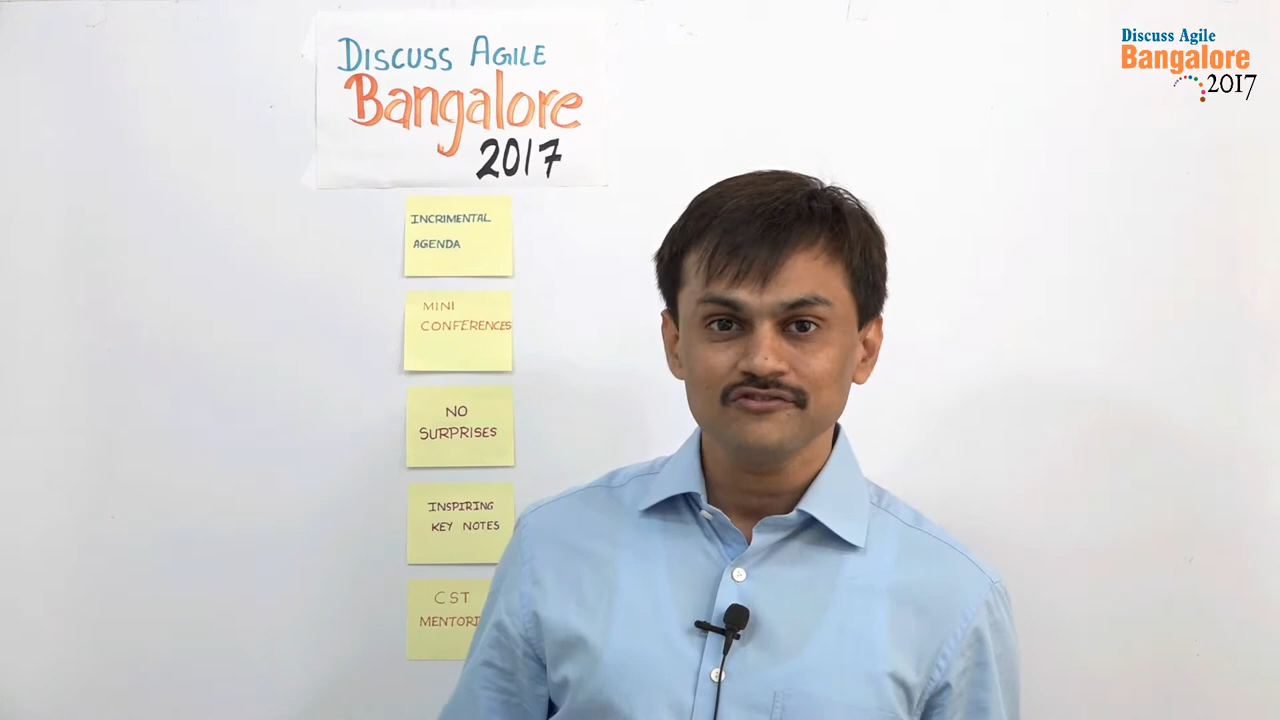 Discuss Agile
Bangalore
2017
DISCUSS AGILE
Bangalore
2017
INCRIMENTAL
AGENDA
MINI
CONFERENCES
NO
SURPRISES
INSPIRING
KEY NOTES
CST